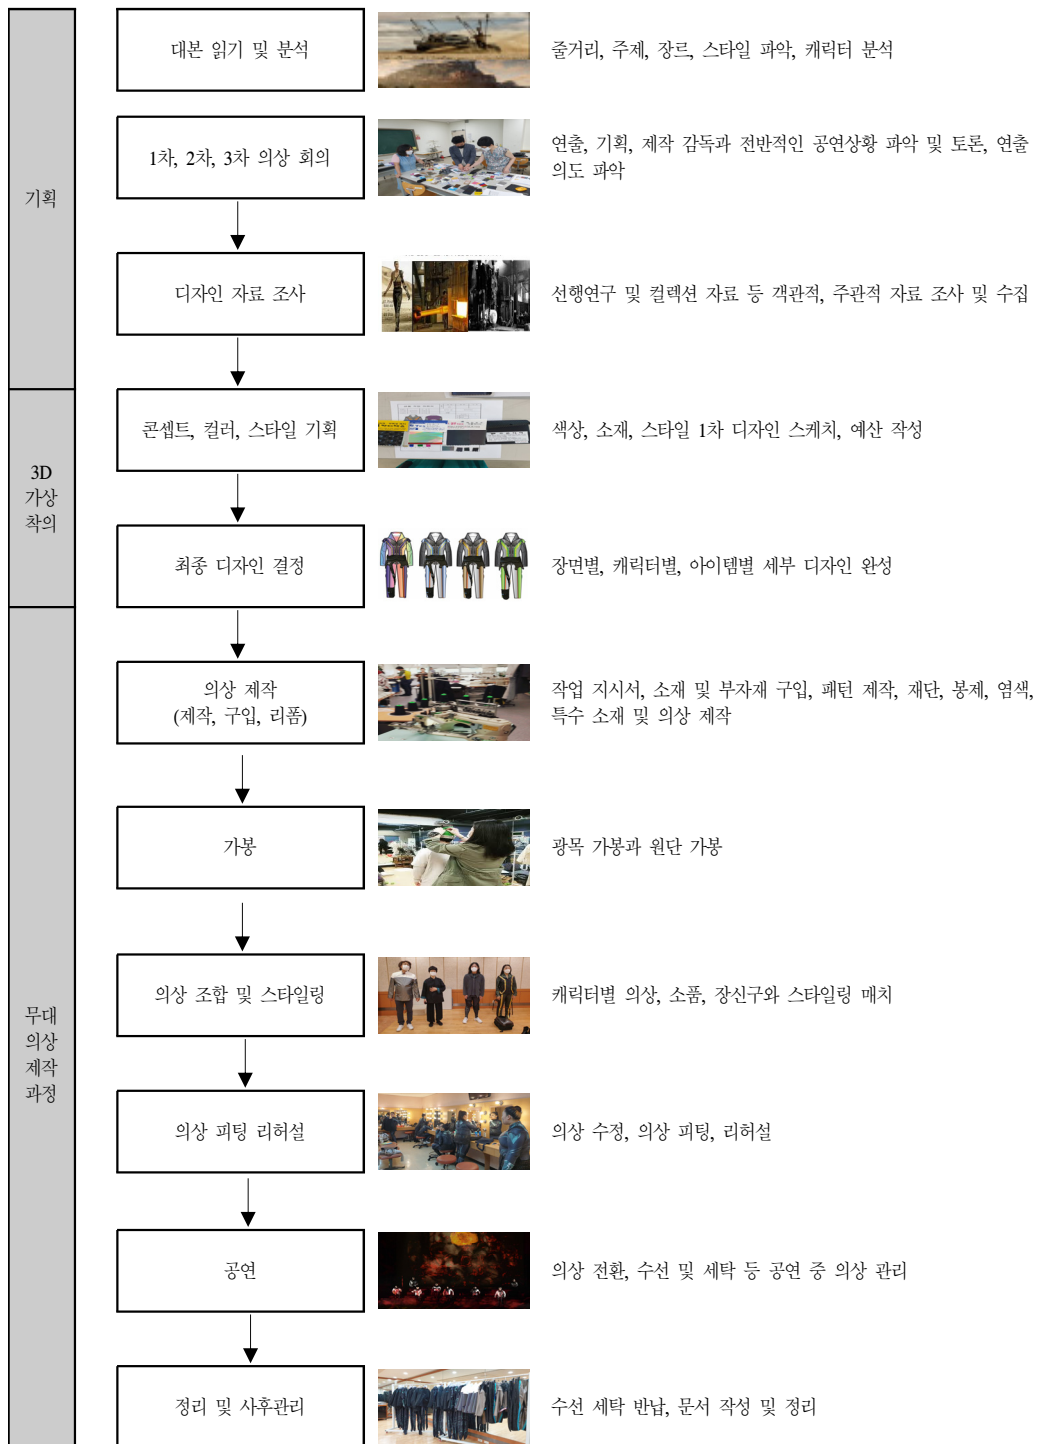 기획
대본 읽기 및 분석
줄거리, 주제, 장르, 스타일 파악, 캐릭터 분석
1차, 2차, 3차 의상 회의
연출, 기획, 제작 감독과 전반적인 공연상황 파악 및 토론, 연출
의도 파악
디자인 자료 조사
선행연구 및 컬렉션 자료 등 객관적, 주관적 자료 조사 및 수집
3D
가상
착의
콘셉트, 컬러, 스타일 기획
색상, 소재, 스타일 1차 디자인 스케치, 예산 작성
최종 디자인 결정
장면별, 캐릭터별, 아이템별 세부 디자인 완성
무대
의상
제작
과정
의상 제작
(제작, 구입, 리폼)
작업 지시서, 소재 및 부자재 구입, 패턴 제작, 재단, 봉제, 염색,
특수 소재 및 의상 제작
가봉
광목 가봉과 원단 가봉
의상 조합 및 스타일링
캐릭터별 의상, 소품, 장신구와 스타일링 매치
의상 피팅 리허설
의상 수정, 의상 피팅, 리허설
공연
의상 전환, 수선 및 세탁 등 공연 중 의상 관리
정리 및 사후관리
수선 세탁 반납, 문서 작성 및 정리